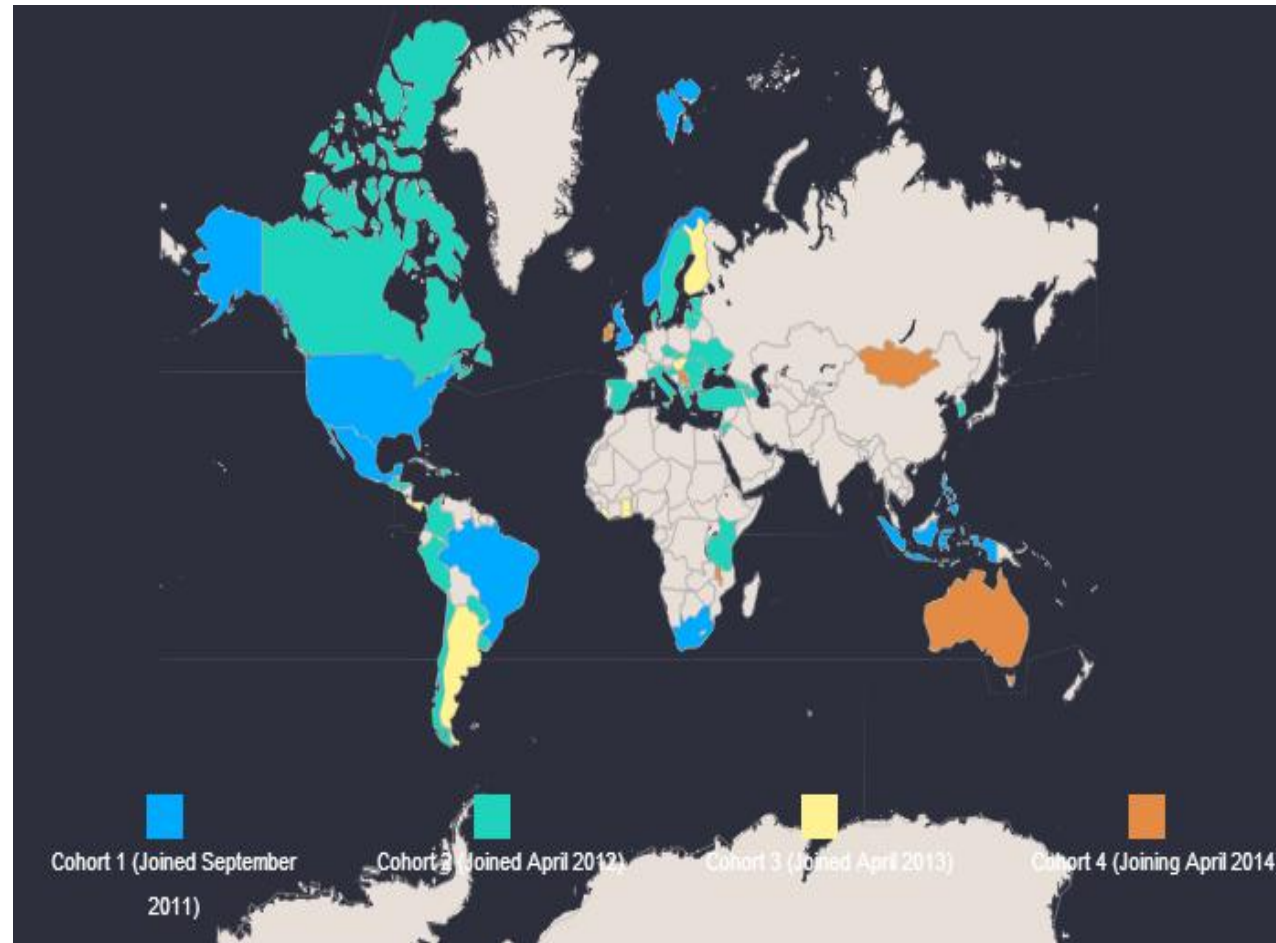 Cohort 1 (Joined September
2011)
Cohort 2 (Joined April 2012)
Cohort 3 (Joined April 2013)
Cohort 4 (Joining April 2014